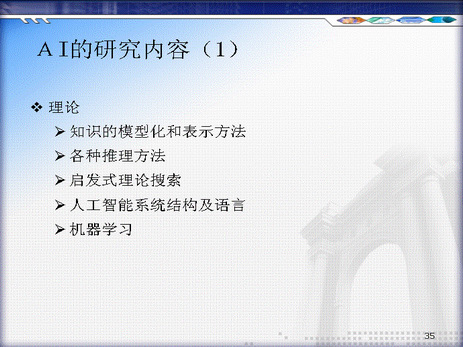 AI的研究内容（1）
❖ 理论
➢ 知识的模型化和表示方法
➢ 各种推理方法
➢ 启发式理论搜索
➢ 人工智能系统结构及语言
➢ 机器学习
35